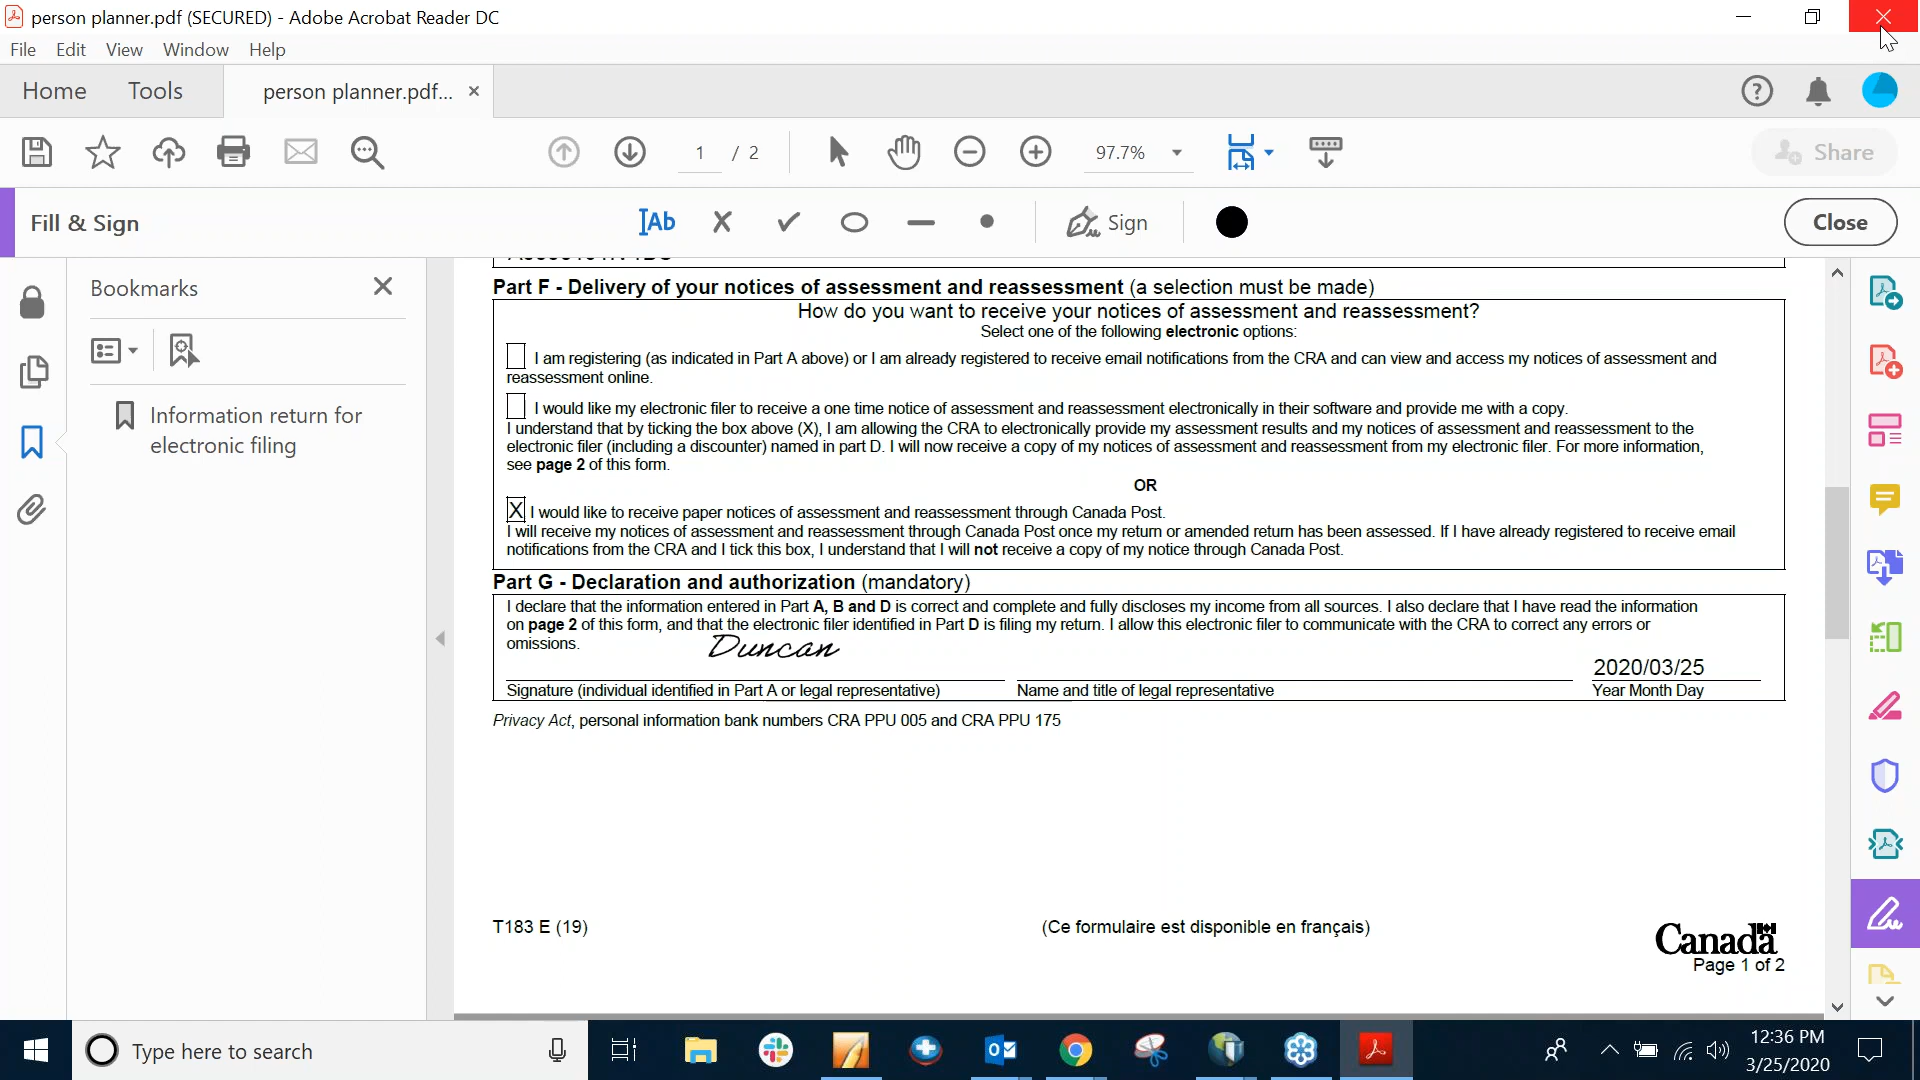 person planner.pdf (SECURED) - Adobe Acrobat Reader DC
File Edit View Window Help
Home Tools person planner.pdf... ×
1 / 2 97.7% Share
Fill & Sign Ab Sign Close
Bookmarks
Information return for
electronic filing
Part F - Delivery of your notices of assessment and reassessment (a selection must be made)
How do you want to receive your notices of assessment and reassessment?
Select one of the following electronic options:
I am registering (as indicated in Part A above) or I am already registered to receive email notifications from the CRA and can view and access my notices of assessment and
reassessment online.
I would like my electronic filer to receive a one time notice of assessment and reassessment electronically in their software and provide me with a copy.
I understand that by ticking the box above (X), I am allowing the CRA to electronically provide my assessment results and my notices of assessment and reassessment to the
electronic filer (including a discounter) named in part D. I will now receive a copy of my notices of assessment and reassessment from my electronic filer. For more information,
see page 2 of this form.
OR
X I would like to receive paper notices of assessment and reassessment through Canada Post.
I will receive my notices of assessment and reassessment through Canada Post once my return or amended return has been assessed. If I have already registered to receive email
notifications from the CRA and I tick this box, I understand that I will not receive a copy of my notice through Canada Post.
Part G - Declaration and authorization (mandatory)
I declare that the information entered in Part A, B and D is correct and complete and fully discloses my income from all sources. I also declare that I have read the information
on page 2 of this form, and that the electronic filer identified in Part D is filing my return. I allow this electronic filer to communicate with the CRA to correct any errors or
omissions.
Duncan
2020/03/25
Signature (individual identified in Part A or legal representative) Name and title of legal representative Year Month Day
Privacy Act, personal information bank numbers CRA PPU 005 and CRA PPU 175
T183 E (19) (Ce formulaire est disponible en français) Canada
Page 1 of 2
Type here to search
12:36 PM
3/25/2020